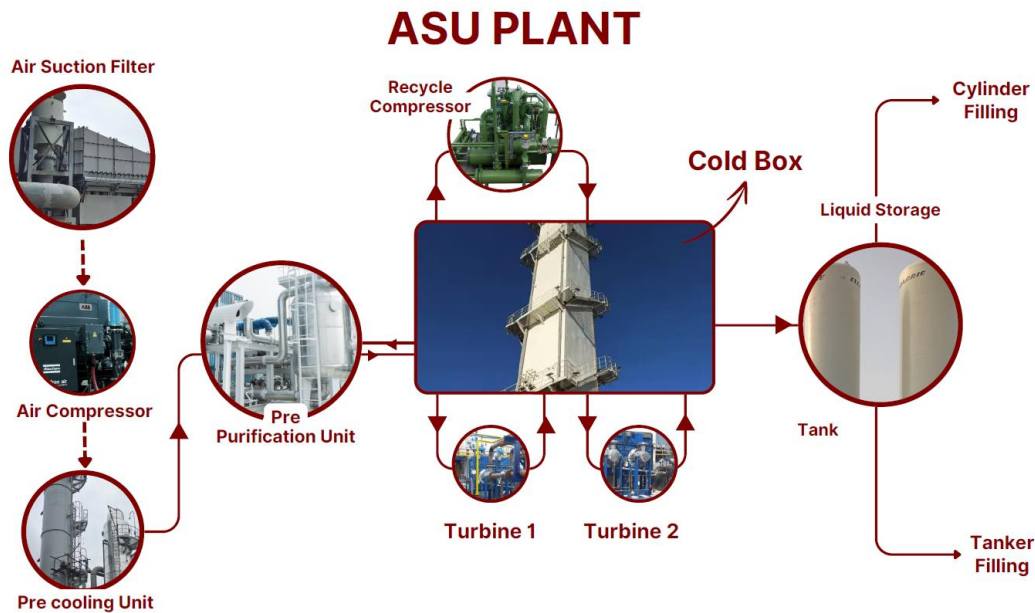 ASU PLANT
Air Suction Filter
Recycle
Compressor
Cylinder
Filling
Cold Box
Liquid Storage
ABB
Air Compressor
Pre
Purification Unit
Tank
Turbine 1
Turbine 2
Tanker
Filling
Pre cooling Unit